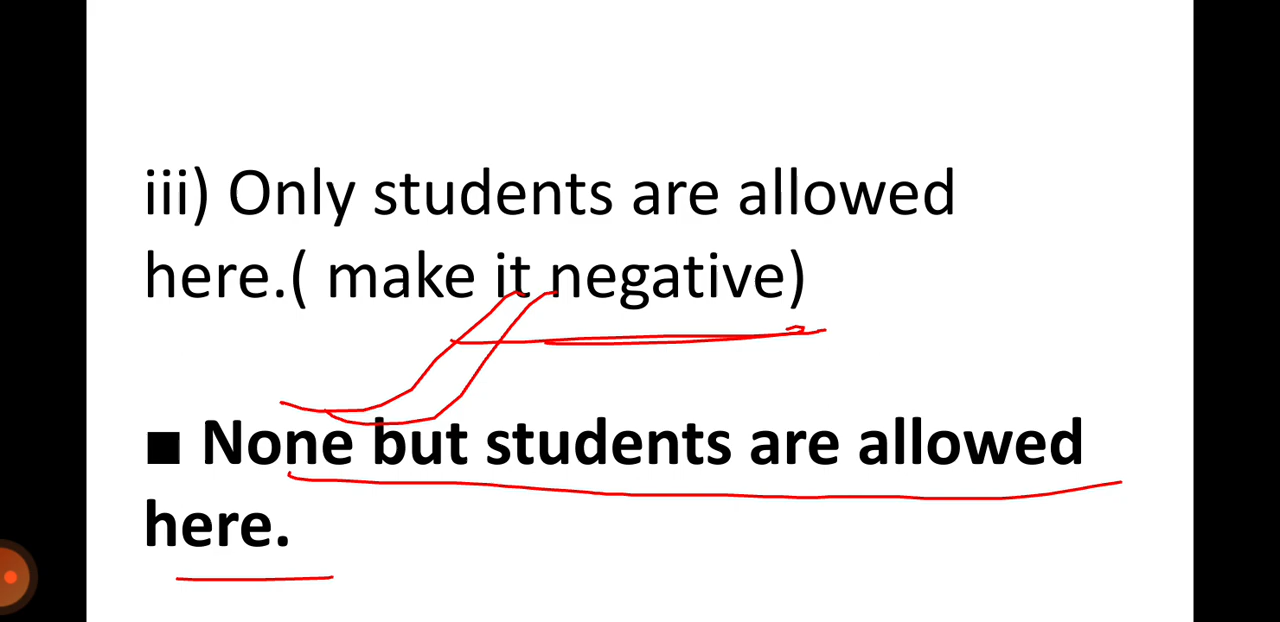 iii) Only students are allowed
here.( make it negative)
■ None but students are allowed
here.